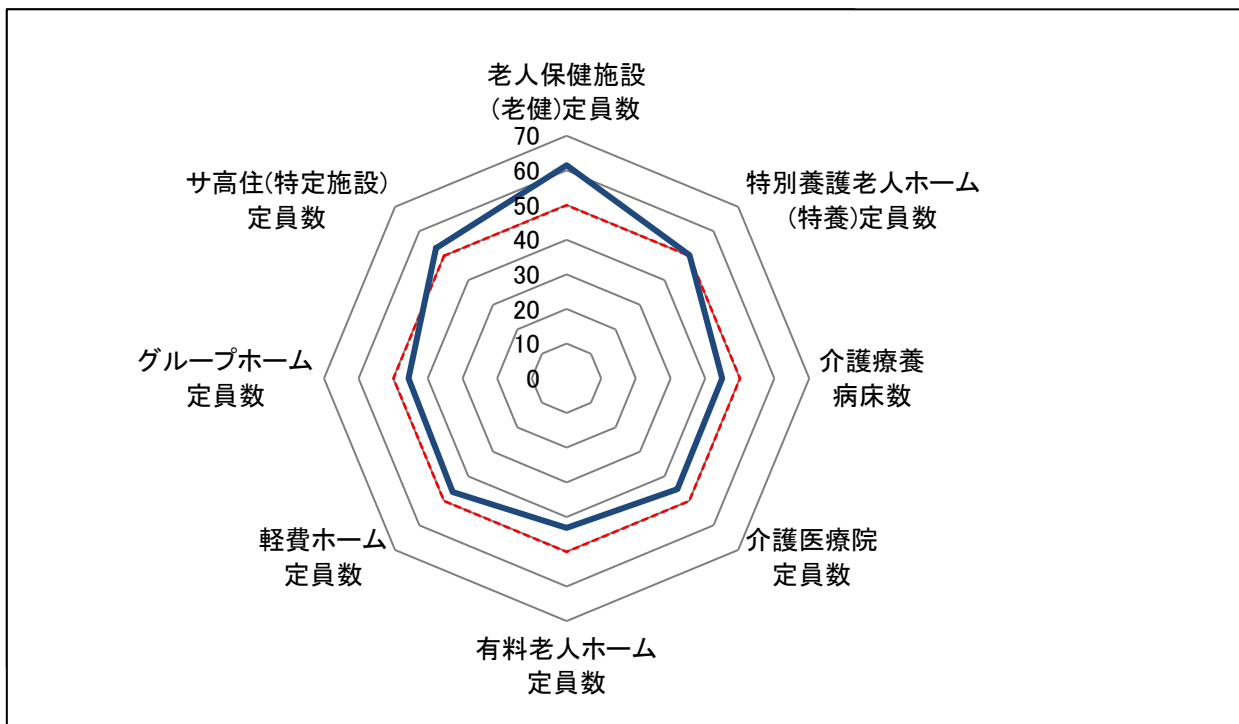 老人保健施設
(老健)定員数
特別養護老人ホーム
(特養)定員数
介護療養
病床数
介護医療院
定員数
有料老人ホーム
定員数
軽費ホーム
定員数
グループホーム
定員数
サ高住(特定施設)
定員数
70
60
50
40
30
20
10
0